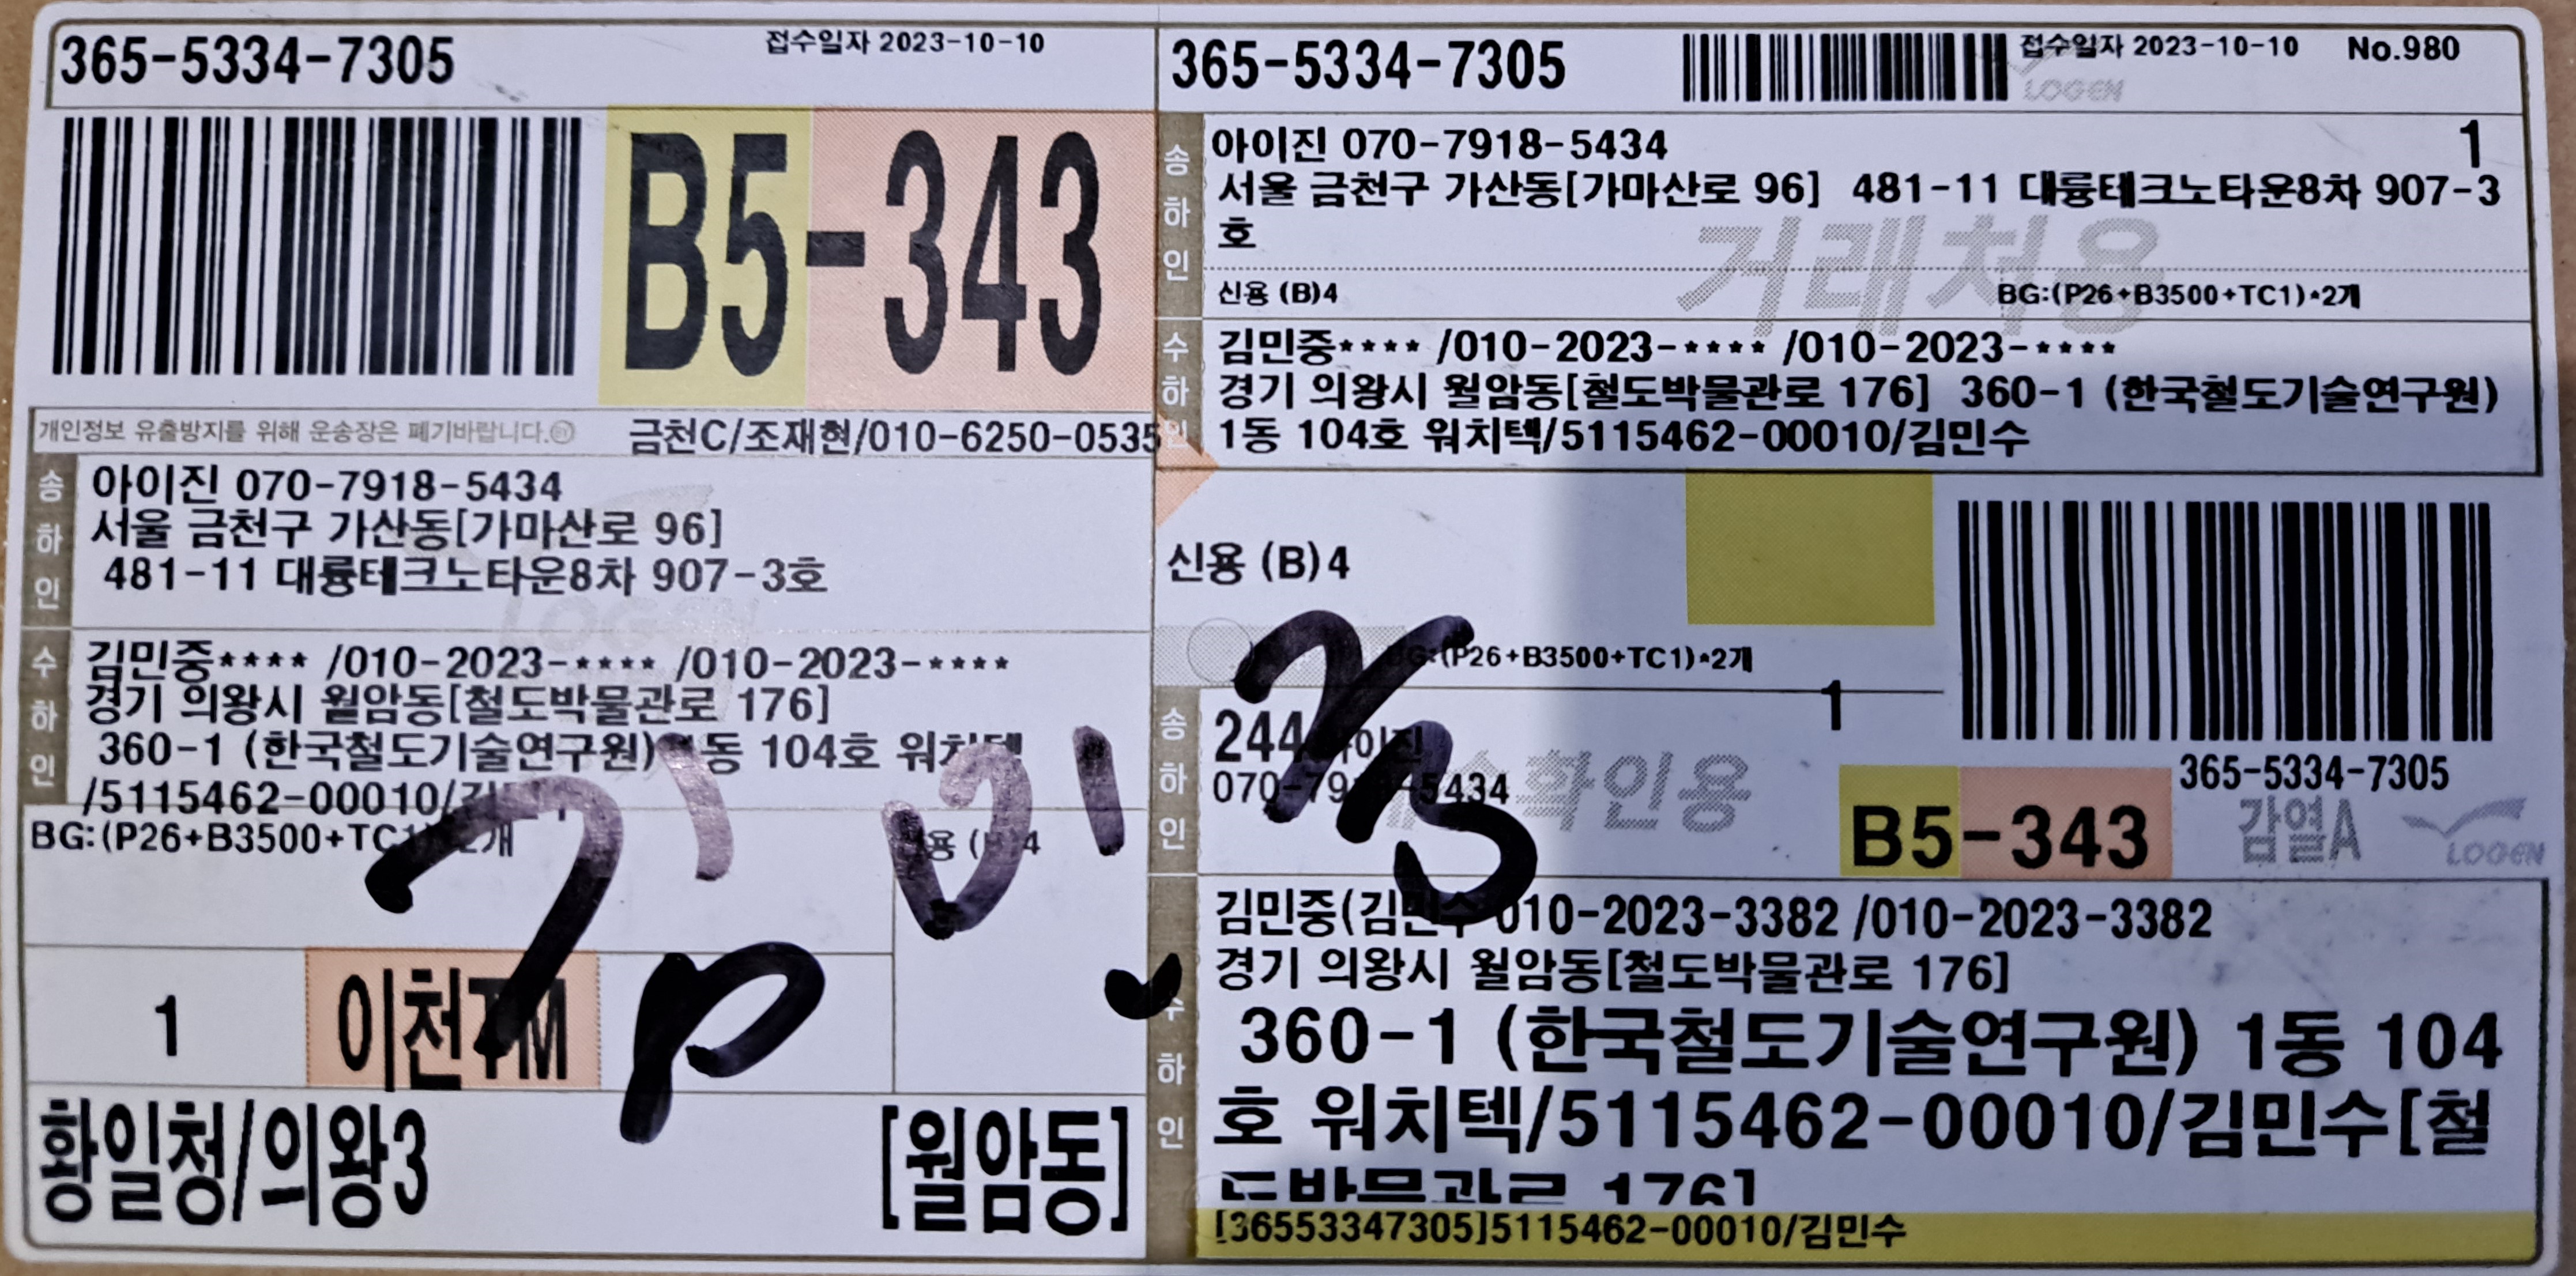 365-5334-7305
접수일자 2023-10-10
B5-343
개인정보 유출방지를 위해 운송장은 폐기바랍니다.
금천C/조재현/010-6250-0535
송하인
아이진 070-7918-5434
서울 금천구 가산동[가마산로 96]
481-11 대륭테크노타운8차 907-3호
LOGEN
수하인
김민중**** /010-2023-**** /010-2023-****
경기 의왕시 월암동[철도박물관로 176]
360-1 (한국철도기술연구원) 1동 104호 워치텍
/5115462-00010/김민수
BG:(P26+B3500+TC1)*2개
신용 (B)4
김민중
1
이천TM
황일청/의왕3
[월암동]
365-5334-7305
접수일자 2023-10-10
No.980
LOGEN
송하인
아이진 070-7918-5434
1
서울 금천구 가산동[가마산로 96] 481-11 대륭테크노타운8차 907-3
호
거래처용
신용 (B)4
BG:(P26+B3500+TC1)*2개
수하인
김민중**** /010-2023-**** /010-2023-****
경기 의왕시 월암동[철도박물관로 176] 360-1 (한국철도기술연구원)
1동 104호 워치텍/5115462-00010/김민수
신용 (B)4
BG:(P26+B3500+TC1)*2개
1
송하인
244 아이진
070-7918-5434
확인용
365-5334-7305
B5-343
감열A
LOGEN
수하인
김민중(김민수 010-2023-3382 /010-2023-3382
경기 의왕시 월암동[철도박물관로 176]
360-1 (한국철도기술연구원) 1동 104
호 워치텍/5115462-00010/김민수[철
도박물관로 176]
[36553347305]5115462-00010/김민수